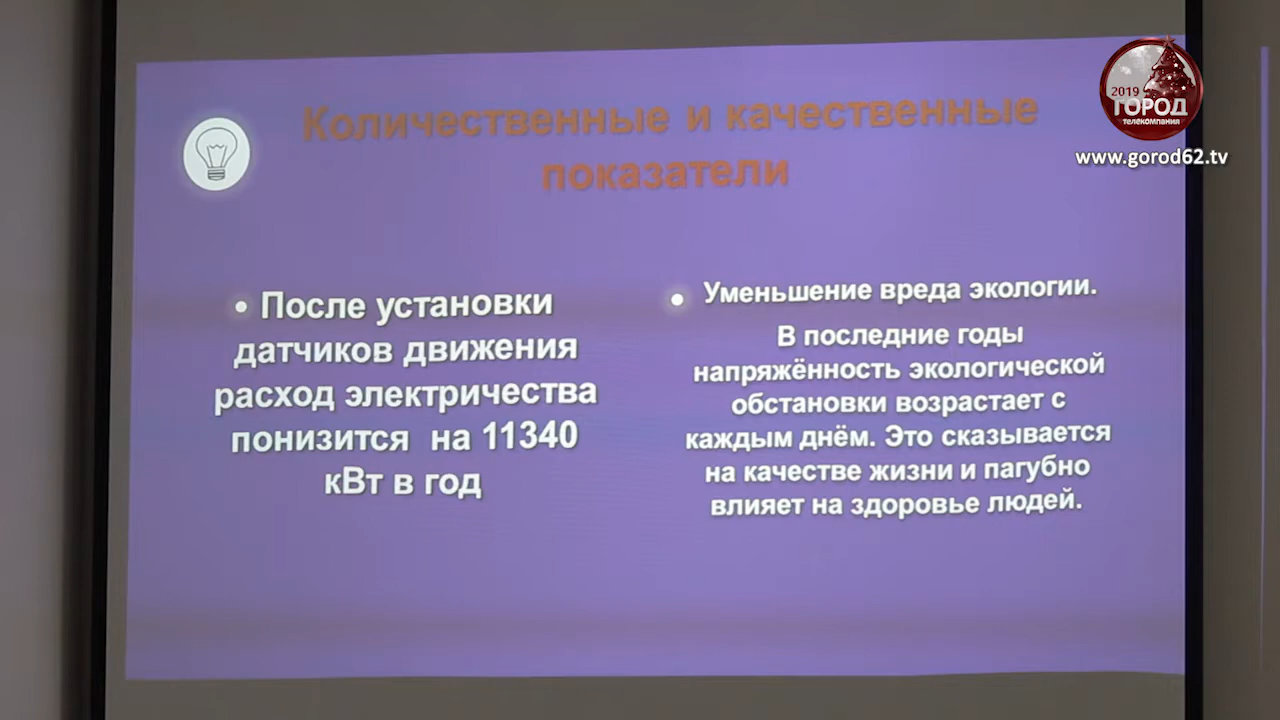 Количественные и качественные
показатели
• После установки
датчиков движения
расход электричества
понизится на 11340
кВт в год
• Уменьшение вреда экологии.
В последние годы
напряжённость экологической
обстановки возрастает с
каждым днём. Это сказывается
на качестве жизни и пагубно
влияет на здоровье людей.
2019
ГОРОД
телекомпания
www.gorod62.tv